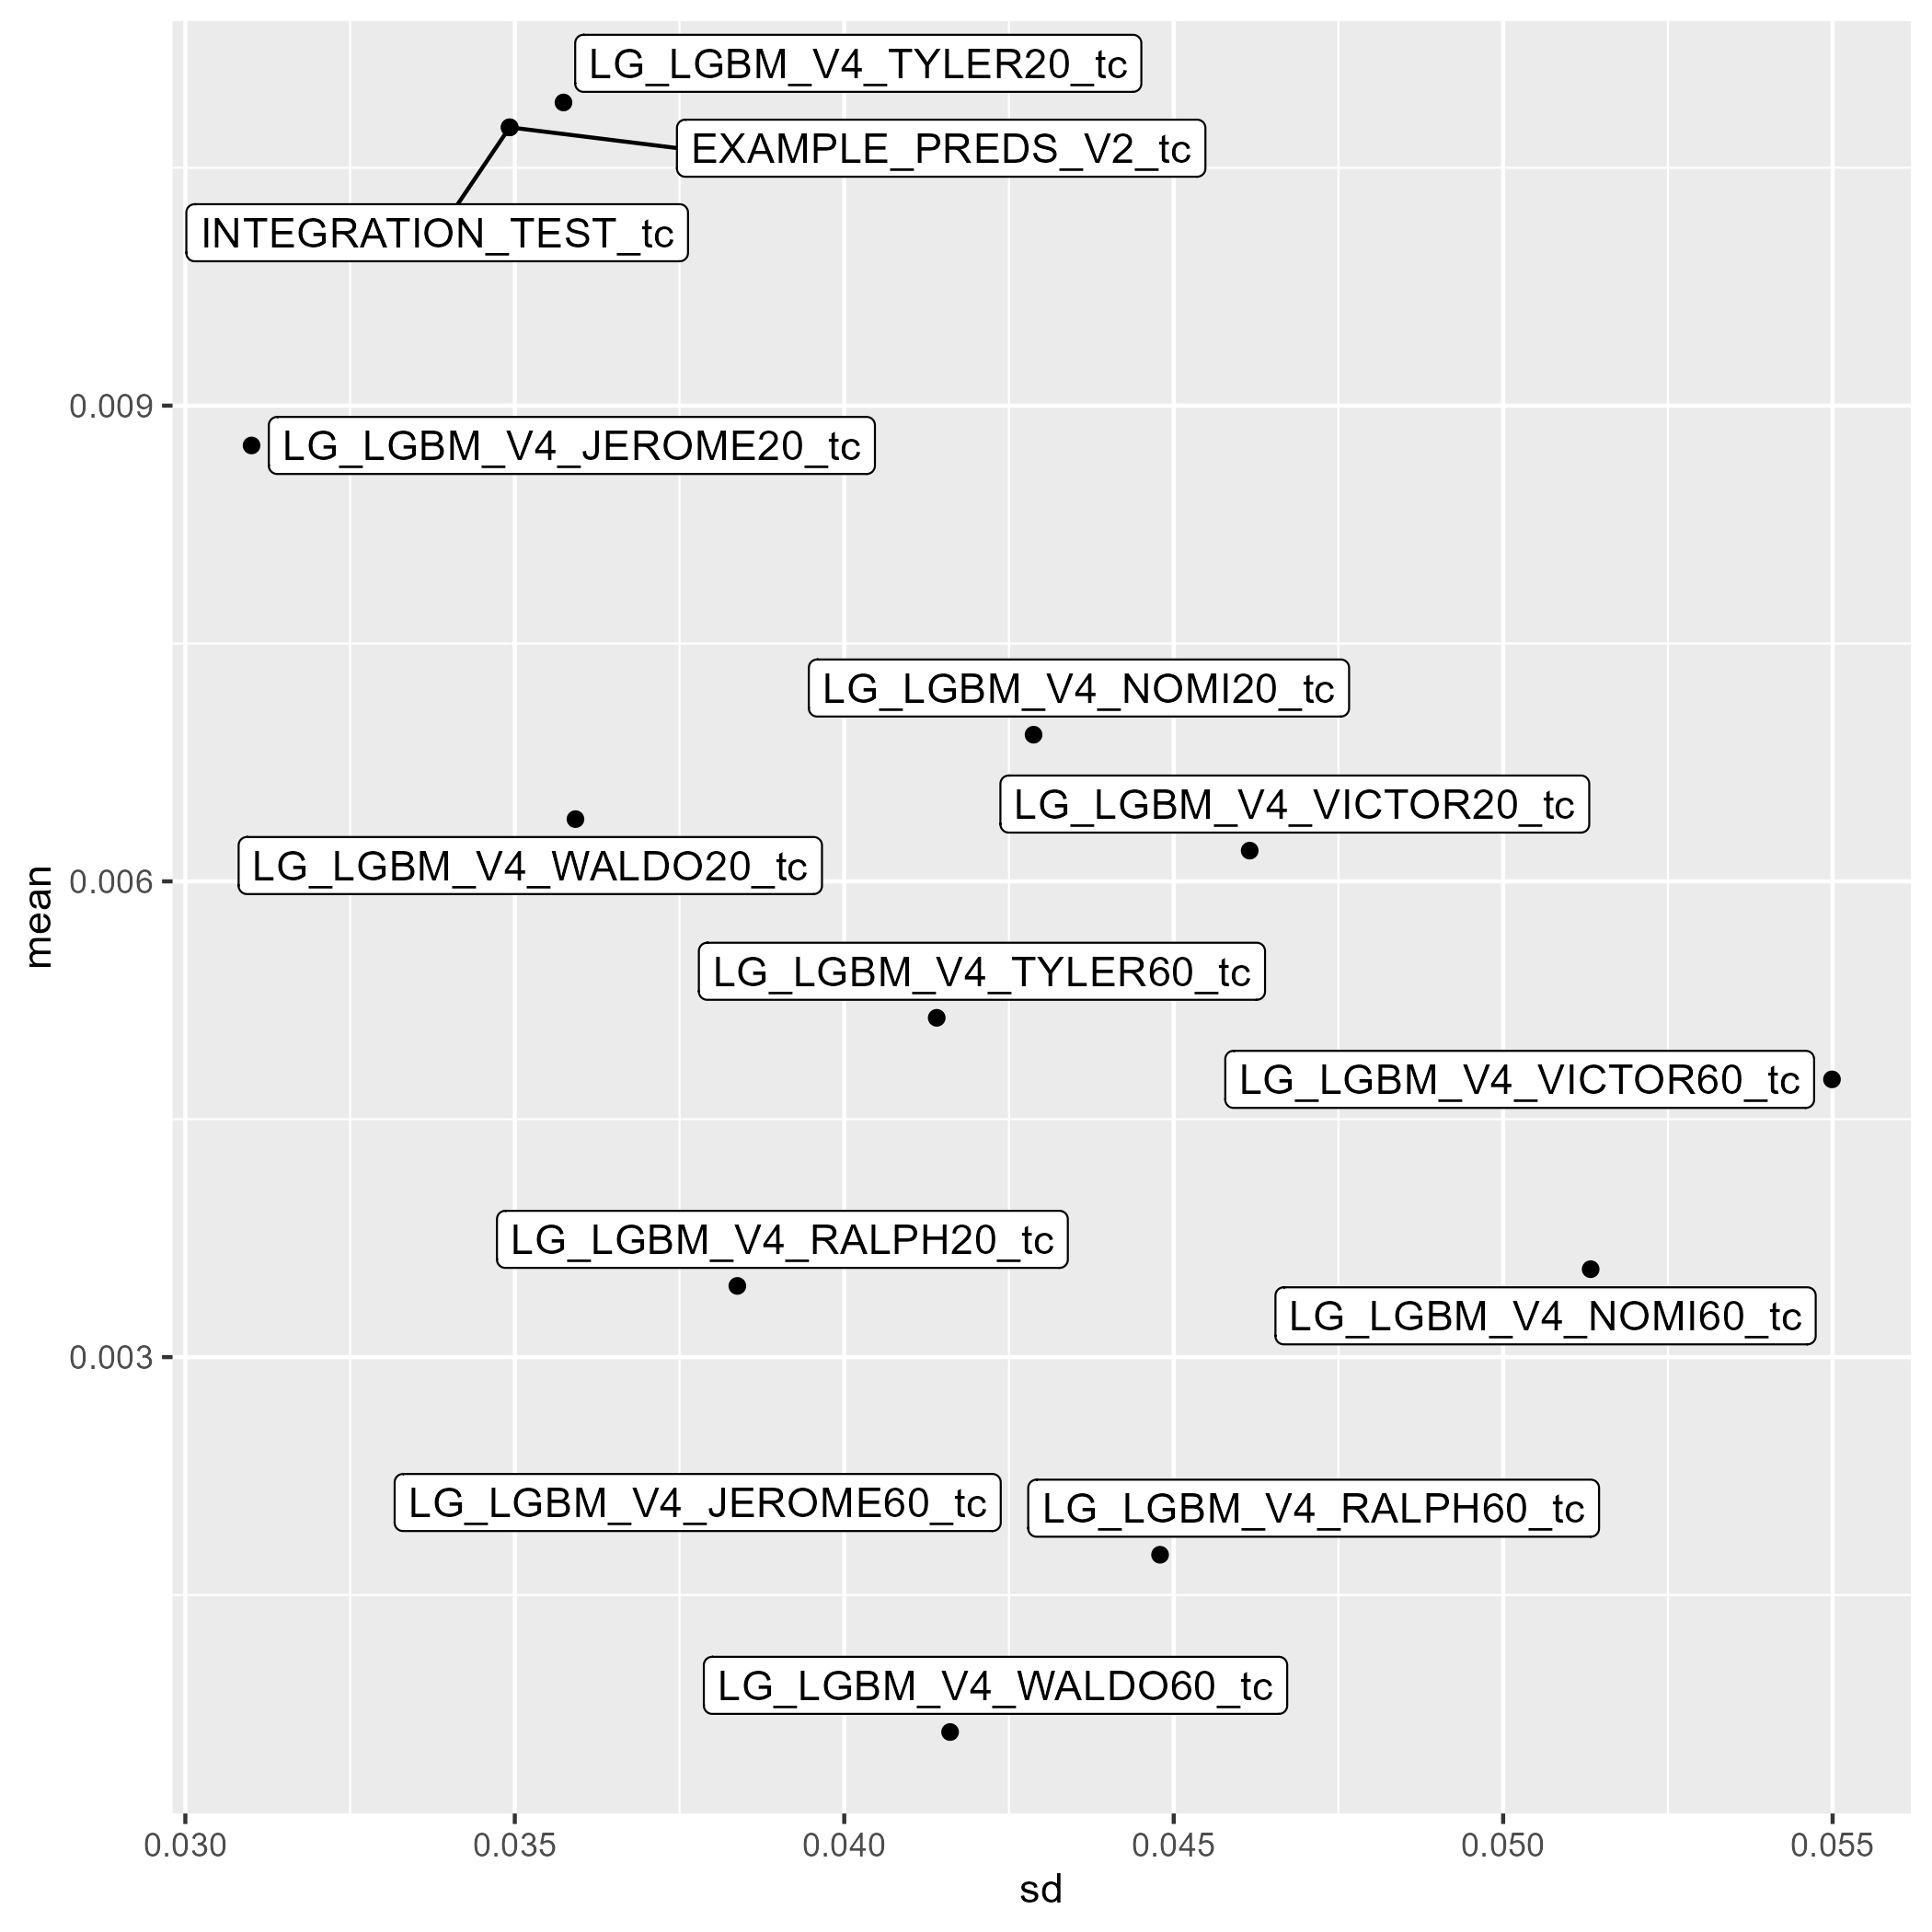 LG_LGBM_V4_TYLER20_tc
EXAMPLE_PREDS_V2_tc
INTEGRATION_TEST_tc
0.009
LG_LGBM_V4_JEROME20_tc
LG_LGBM_V4_NOMI20_tc
LG_LGBM_V4_VICTOR20_tc
LG_LGBM_V4_WALDO20_tc
0.006
mean
LG_LGBM_V4_TYLER60_tc
LG_LGBM_V4_VICTOR60_tc
LG_LGBM_V4_RALPH20_tc
LG_LGBM_V4_NOMI60_tc
0.003
LG_LGBM_V4_JEROME60_tc
LG_LGBM_V4_RALPH60_tc
LG_LGBM_V4_WALDO60_tc
0.030 0.035 0.040 0.045 0.050 0.055
sd